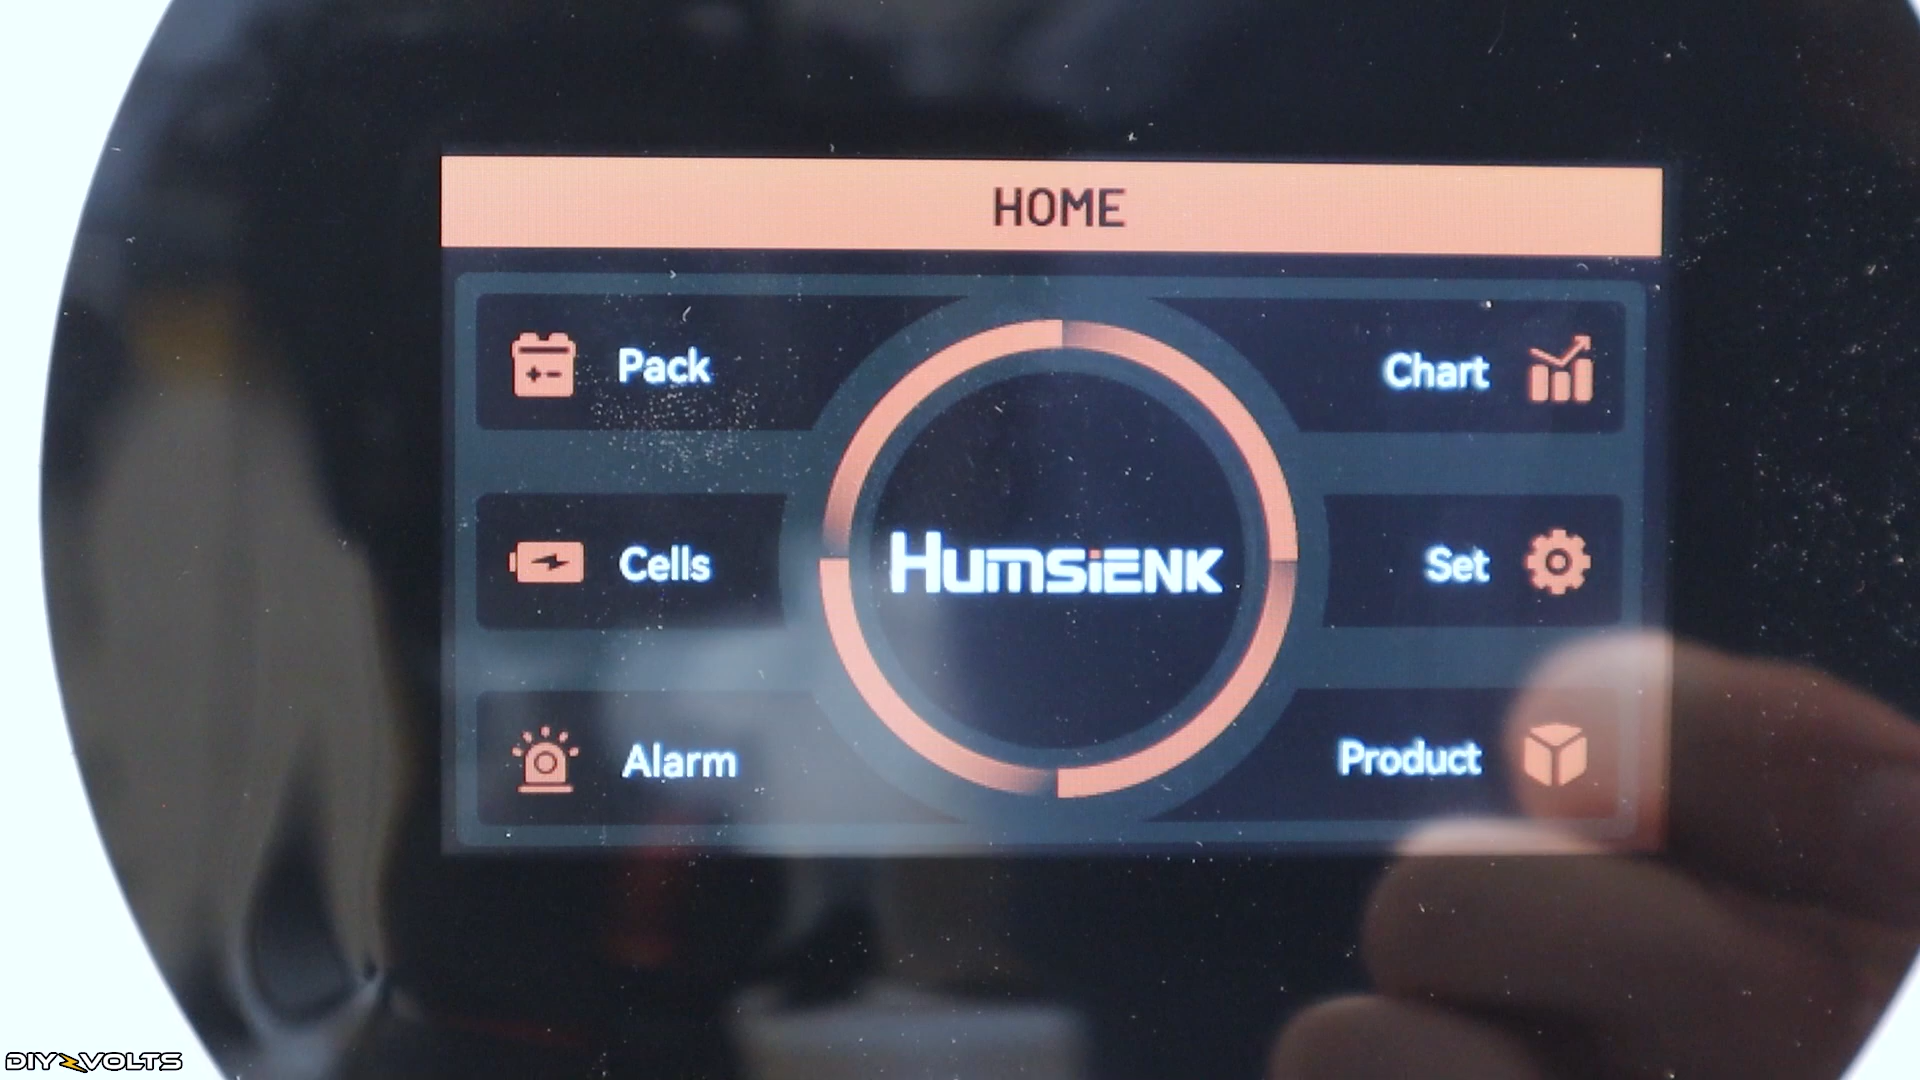 HOME
Pack
Chart
Cells
HUMSiENK
Set
Alarm
Product
DIY VOLTS